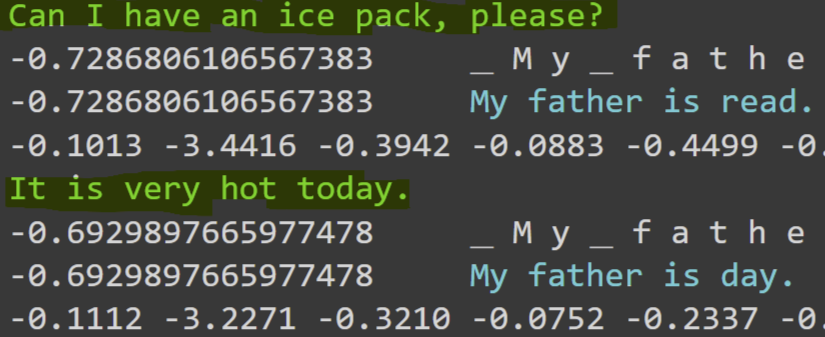 Can I have an ice pack, please?
-0.7286806106567383 _ M y _ f a t h e
-0.7286806106567383 My father is read.
-0.1013 -3.4416 -0.3942 -0.0883 -0.4499 -0.
It is very hot today.
-0.6929897665977478 _ M y _ f a t h e
-0.6929897665977478 My father is day.
-0.1112 -3.2271 -0.3210 -0.0752 -0.2337 -0.